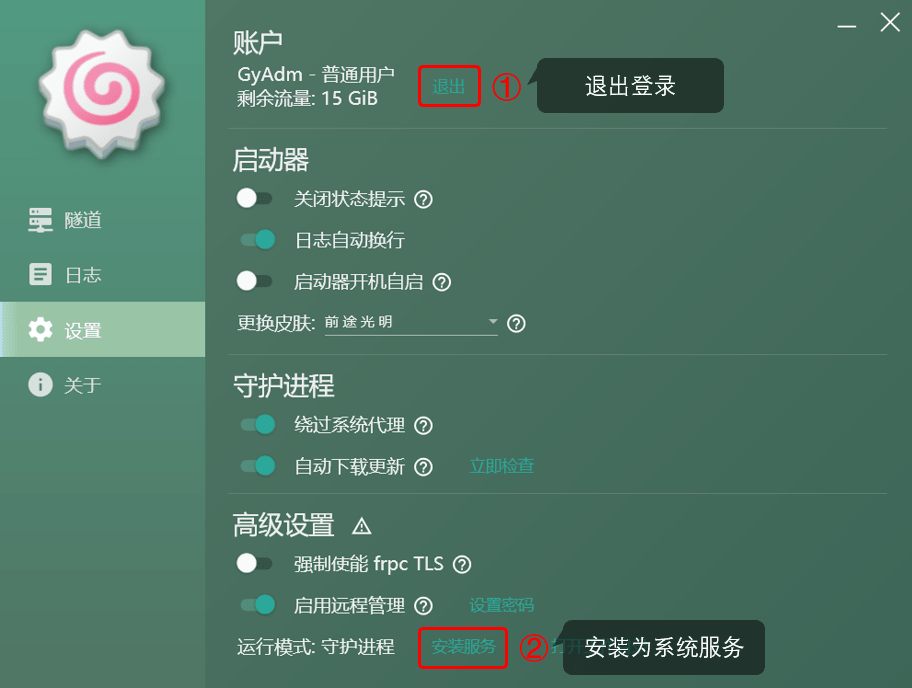 账户
GyAdm - 普通用户
剩余流量: 15 GiB
退出
①
退出登录
启动器
关闭状态提示
日志自动换行
启动器开机自启
更换皮肤: 前途光明
隧道
日志
设置
关于
守护进程
绕过系统代理
自动下载更新 立即检查
高级设置
强制使能 frpc TLS
启用远程管理 设置密码
运行模式: 守护进程 安装服务 ② 打开
安装为系统服务